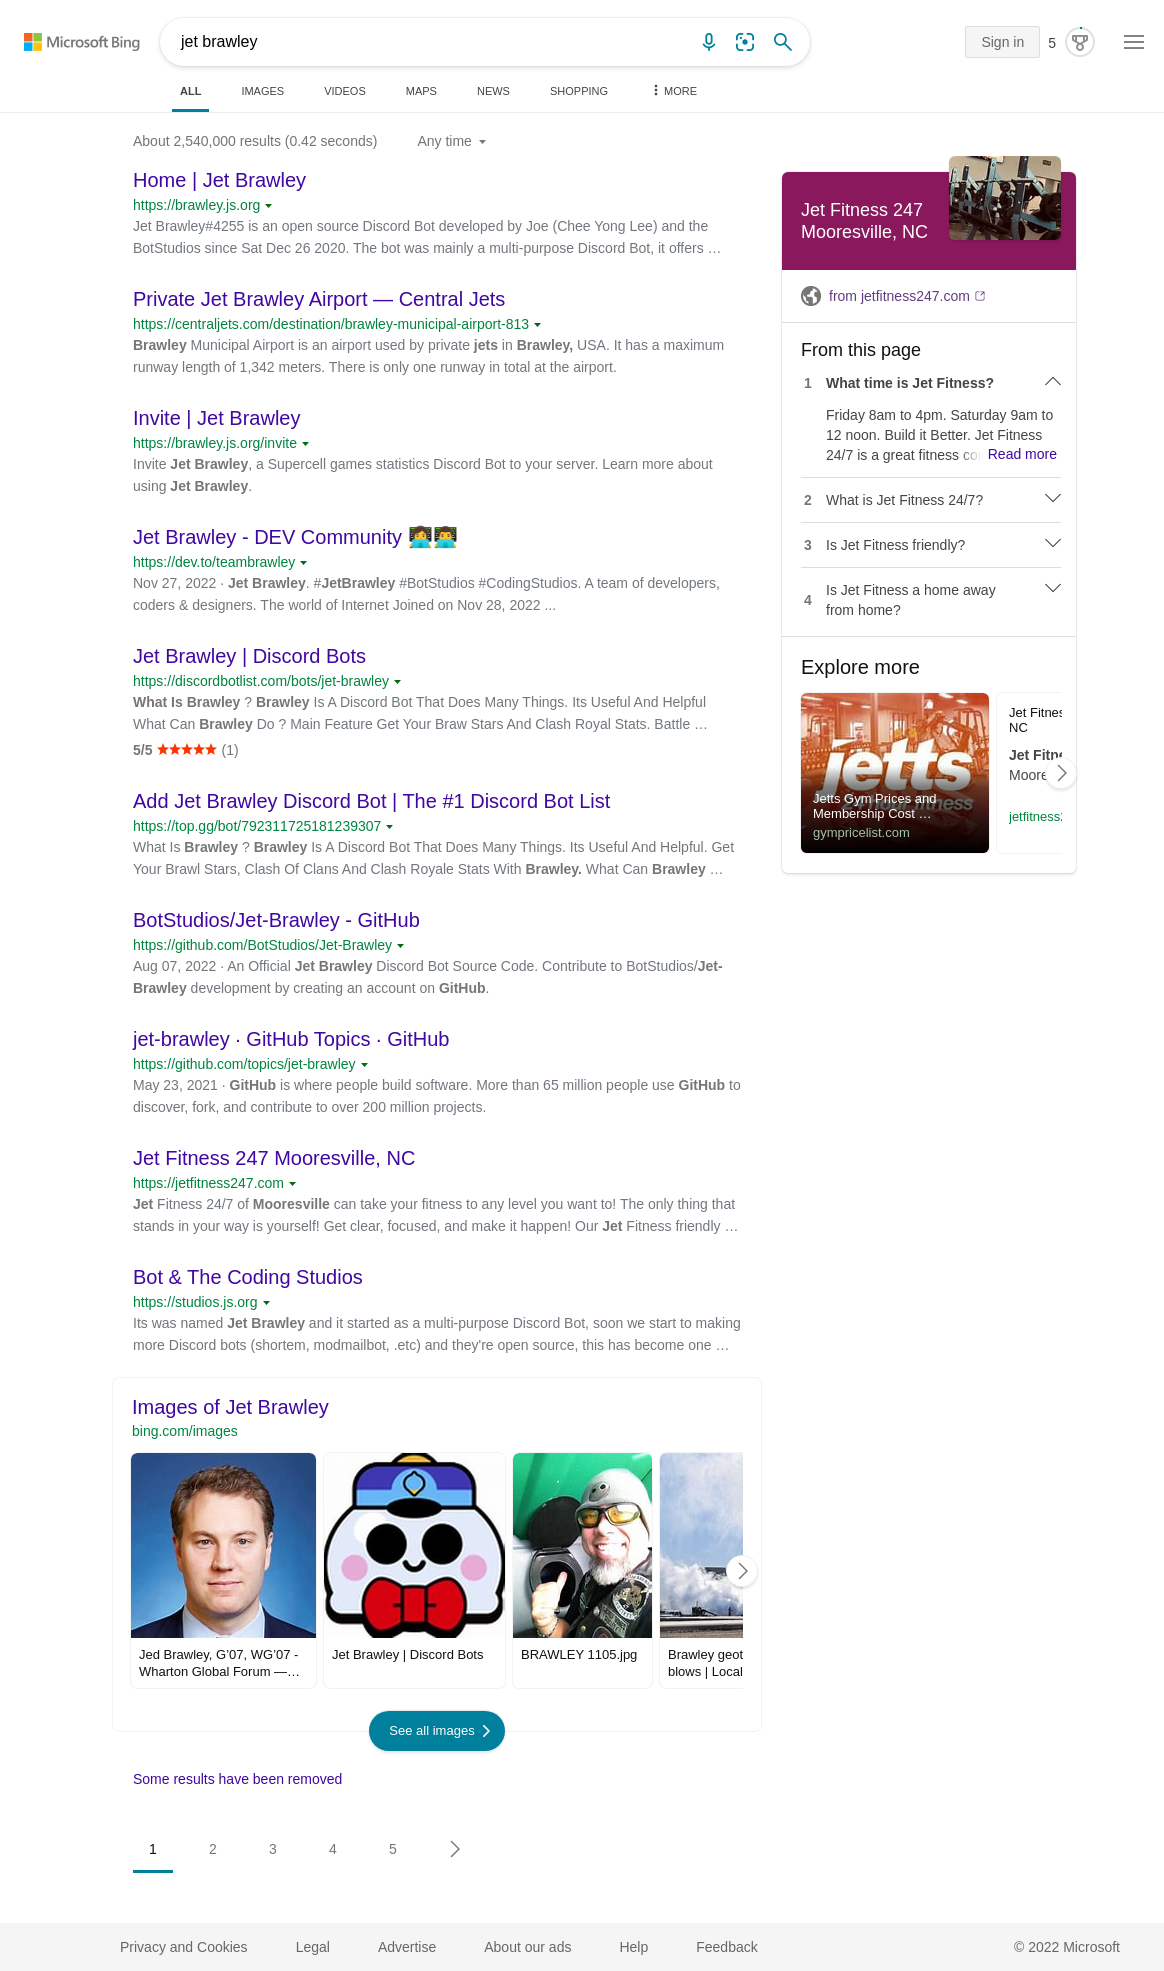 Microsoft Bing
jet brawley
Sign in
5
ALL
IMAGES
VIDEOS
MAPS
NEWS
SHOPPING
MORE
About 2,540,000 results (0.42 seconds)
Any time
Home | Jet Brawley
https://brawley.js.org
Jet Brawley#4255 is an open source Discord Bot developed by Joe (Chee Yong Lee) and the
BotStudios since Sat Dec 26 2020. The bot was mainly a multi-purpose Discord Bot, it offers …
Private Jet Brawley Airport — Central Jets
https://centraljets.com/destination/brawley-municipal-airport-813
Brawley Municipal Airport is an airport used by private jets in Brawley, USA. It has a maximum
runway length of 1,342 meters. There is only one runway in total at the airport.
Invite | Jet Brawley
https://brawley.js.org/invite
Invite Jet Brawley, a Supercell games statistics Discord Bot to your server. Learn more about
using Jet Brawley.
Jet Brawley - DEV Community 👩‍💻👨‍💻
https://dev.to/teambrawley
Nov 27, 2022 · Jet Brawley. #JetBrawley #BotStudios #CodingStudios. A team of developers,
coders & designers. The world of Internet Joined on Nov 28, 2022 ...
Jet Brawley | Discord Bots
https://discordbotlist.com/bots/jet-brawley
What Is Brawley ? Brawley Is A Discord Bot That Does Many Things. Its Useful And Helpful
What Can Brawley Do ? Main Feature Get Your Braw Stars And Clash Royal Stats. Battle …
5/5 ★★★★★ (1)
Add Jet Brawley Discord Bot | The #1 Discord Bot List
https://top.gg/bot/792311725181239307
What Is Brawley ? Brawley Is A Discord Bot That Does Many Things. Its Useful And Helpful. Get
Your Brawl Stars, Clash Of Clans And Clash Royale Stats With Brawley. What Can Brawley …
BotStudios/Jet-Brawley - GitHub
https://github.com/BotStudios/Jet-Brawley
Aug 07, 2022 · An Official Jet Brawley Discord Bot Source Code. Contribute to BotStudios/Jet-
Brawley development by creating an account on GitHub.
jet-brawley · GitHub Topics · GitHub
https://github.com/topics/jet-brawley
May 23, 2021 · GitHub is where people build software. More than 65 million people use GitHub to
discover, fork, and contribute to over 200 million projects.
Jet Fitness 247 Mooresville, NC
https://jetfitness247.com
Jet Fitness 24/7 of Mooresville can take your fitness to any level you want to! The only thing that
stands in your way is yourself! Get clear, focused, and make it happen! Our Jet Fitness friendly …
Bot & The Coding Studios
https://studios.js.org
Its was named Jet Brawley and it started as a multi-purpose Discord Bot, soon we start to making
more Discord bots (shortem, modmailbot, .etc) and they're open source, this has become one …
Images of Jet Brawley
bing.com/images
Jed Brawley, G'07, WG'07 -
Wharton Global Forum —…
Jet Brawley | Discord Bots
BRAWLEY 1105.jpg
Brawley geot
blows | Local
See all images
Some results have been removed
1
2
3
4
5
Jet Fitness 247
Mooresville, NC
from jetfitness247.com
From this page
1 What time is Jet Fitness?
Friday 8am to 4pm. Saturday 9am to
12 noon. Build it Better. Jet Fitness
24/7 is a great fitness co Read more
2 What is Jet Fitness 24/7?
3 Is Jet Fitness friendly?
4 Is Jet Fitness a home away
from home?
Explore more
jetts
24 hour fitness
Jetts Gym Prices and
Membership Cost …
gympricelist.com
Jet Fitnes
NC
Jet Fitne
Moore
jetfitness2
Privacy and Cookies
Legal
Advertise
About our ads
Help
Feedback
© 2022 Microsoft